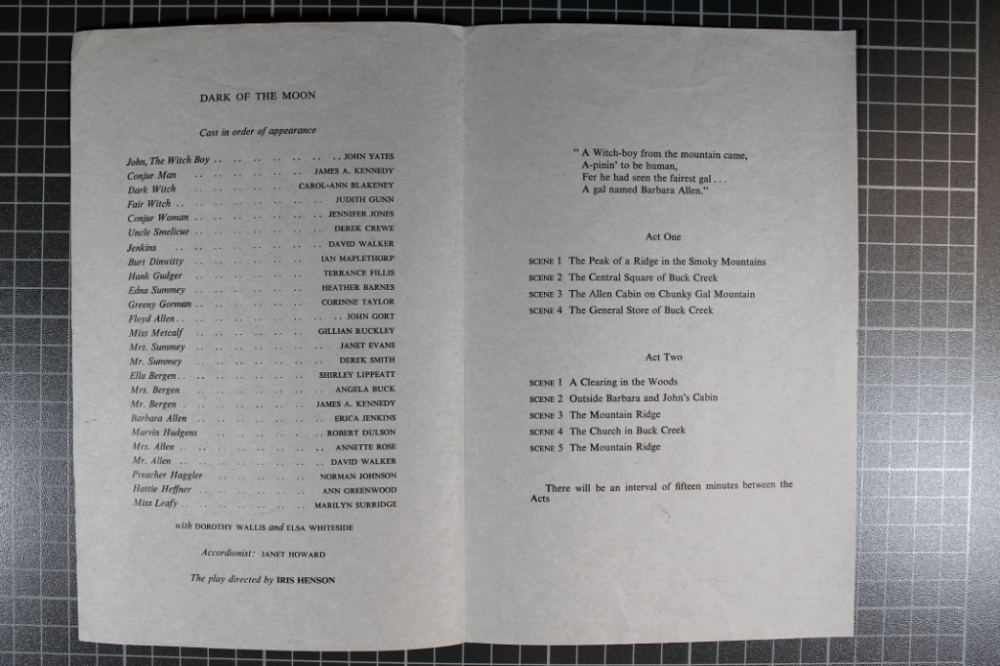 DARK OF THE MOON
Cast in order of appearance
John, The Witch Boy .. .. .. .. .. .. JOHN YATES
Conjur Man .. .. .. .. .. .. JAMES A. KENNEDY
Dark Witch .. .. .. .. .. CAROL-ANN BLAKENEY
Fair Witch .. .. .. .. .. .. JUDITH GUNN
Conjur Woman .. .. .. .. .. .. JENNIFER JONES
Uncle Smelicue .. .. .. .. .. .. DEREK CREWE
Jenkins .. .. .. .. .. .. DAVID WALKER
Burt Dinwitty .. .. .. .. .. .. IAN MAPLETHORP
Hank Gudger .. .. .. .. .. .. TERRANCE FILLIS
Edna Summey .. .. .. .. .. .. HEATHER BARNES
Greeny Gorman .. .. .. .. .. .. CORINNE TAYLOR
Floyd Allen .. .. .. .. .. .. .. JOHN GORT
Miss Metcalf .. .. .. .. .. .. GILLIAN RUCKLEY
Mrs. Summey .. .. .. .. .. .. JANET EVANS
Mr. Summey .. .. .. .. .. .. DEREK SMITH
Ella Bergen .. .. .. .. .. .. SHIRLEY LIPPEATT
Mrs. Bergen .. .. .. .. .. .. ANGELA BUCK
Mr. Bergen .. .. .. .. .. .. JAMES A. KENNEDY
Barbara Allen .. .. .. .. .. .. ERICA JENKINS
Marvin Hudgens .. .. .. .. .. .. ROBERT DULSON
Mrs. Allen .. .. .. .. .. .. .. ANNETTE ROSE
Mr. Allen .. .. .. .. .. .. .. DAVID WALKER
Preacher Haggler .. .. .. .. .. NORMAN JOHNSON
Hattie Heffner .. .. .. .. .. .. ANN GREENWOOD
Miss Leafy .. .. .. .. .. .. MARILYN SURRIDGE
with DOROTHY WALLIS and ELSA WHITESIDE
Accordionist: JANET HOWARD
The play directed by IRIS HENSON
" A Witch-boy from the mountain came,
A-pinin' to be human,
Fer he had seen the fairest gal . . .
A gal named Barbara Allen."
Act One
SCENE 1 The Peak of a Ridge in the Smoky Mountains
SCENE 2 The Central Square of Buck Creek
SCENE 3 The Allen Cabin on Chunky Gal Mountain
SCENE 4 The General Store of Buck Creek
Act Two
SCENE 1 A Clearing in the Woods
SCENE 2 Outside Barbara and John's Cabin
SCENE 3 The Mountain Ridge
SCENE 4 The Church in Buck Creek
SCENE 5 The Mountain Ridge
There will be an interval of fifteen minutes between the
Acts